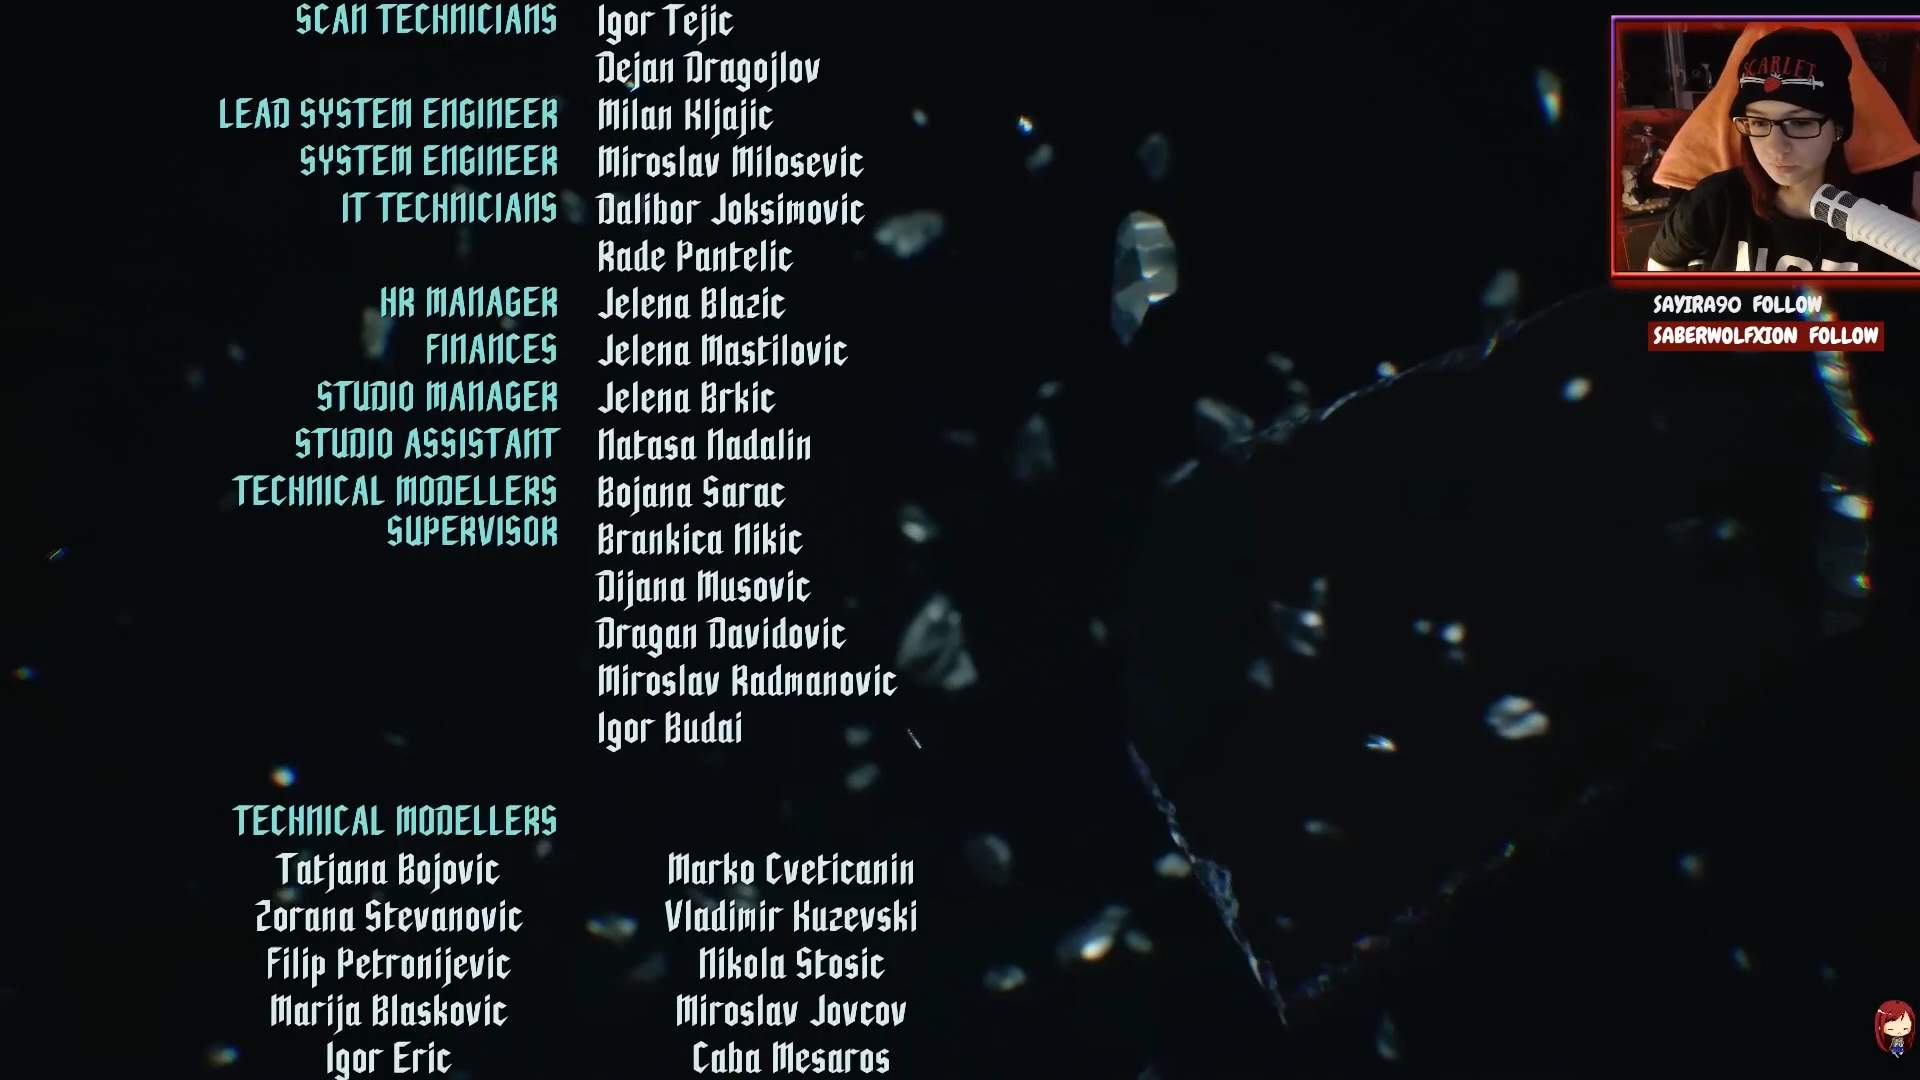 SCAN TECHNICIANS Igor Tejic
Dejan Dragojlov
LEAD SYSTEM ENGINEER Milan Kljajic
SYSTEM ENGINEER Miroslav Milosevic
IT TECHNICIANS Dalibor Joksimovic
Rade Pantelic
HR MANAGER Jelena Blazic
FINANCES Jelena Mastilovic
STUDIO MANAGER Jelena Brkic
STUDIO ASSISTANT Natasa Nadalin
TECHNICAL MODELLERS Bojana Sarac
SUPERVISOR Brankica Nikic
Dijana Musovic
Dragan Davidovic
Miroslav Radmanovic
Igor Budai
TECHNICAL MODELLERS
Tatjana Bojovic Marko Cveticanin
Zorana Stevanovic Vladimir Kuzevski
Filip Petronijevic Nikola Stosic
Marija Blaskovic Miroslav Jovcov
Igor Eric Caba Mesaros
SCARLET
SAYIRA90 FOLLOW
SABERWOLFXION FOLLOW